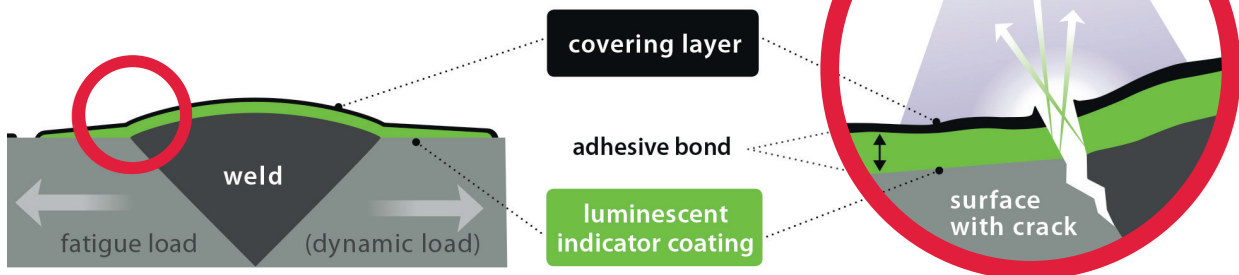 covering layer
adhesive bond
weld
luminescent
indicator coating
fatigue load
(dynamic load)
surface
with crack